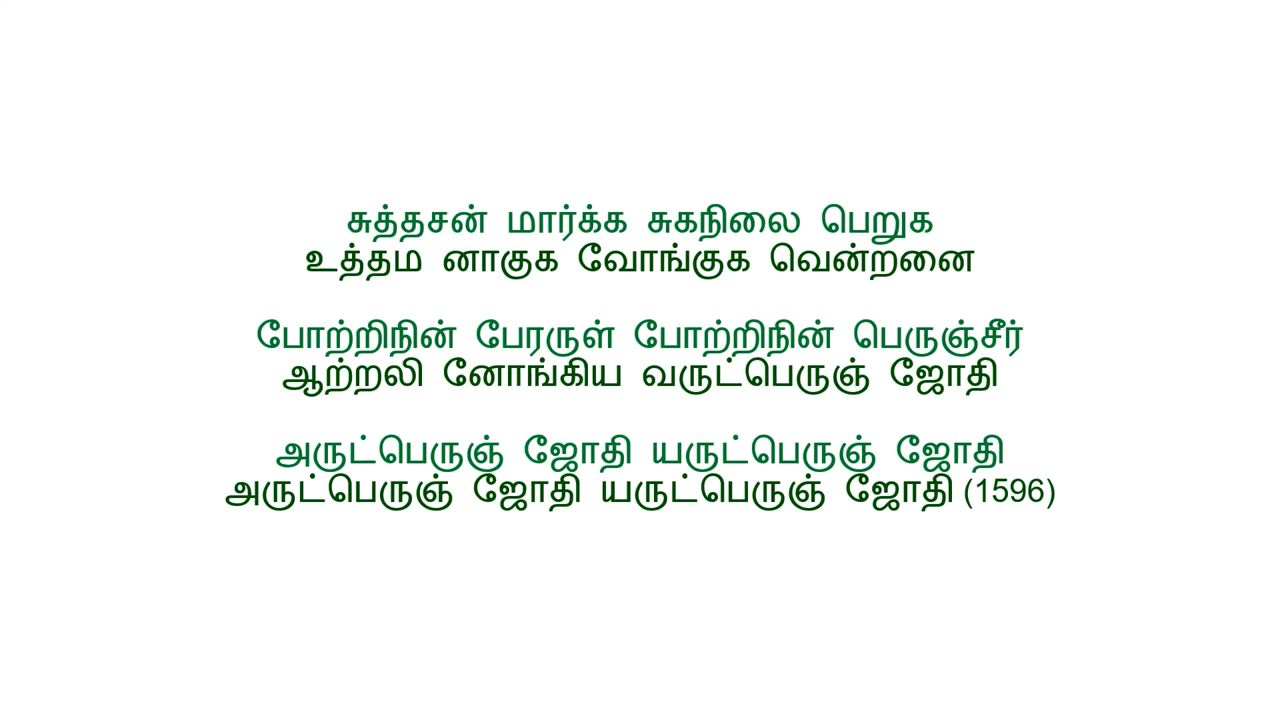 சுத்தசன் மார்க்க சுகநிலை பெறுக
உத்தம னாகுக வோங்குக வென்றனை
போற்றிநின் பேரருள் போற்றிநின் பெருஞ்சீர்
ஆற்றலி னோங்கிய வருட்பெருஞ் ஜோதி
அருட்பெருஞ் ஜோதி யருட்பெருஞ் ஜோதி
அருட்பெருஞ் ஜோதி யருட்பெருஞ் ஜோதி (1596)